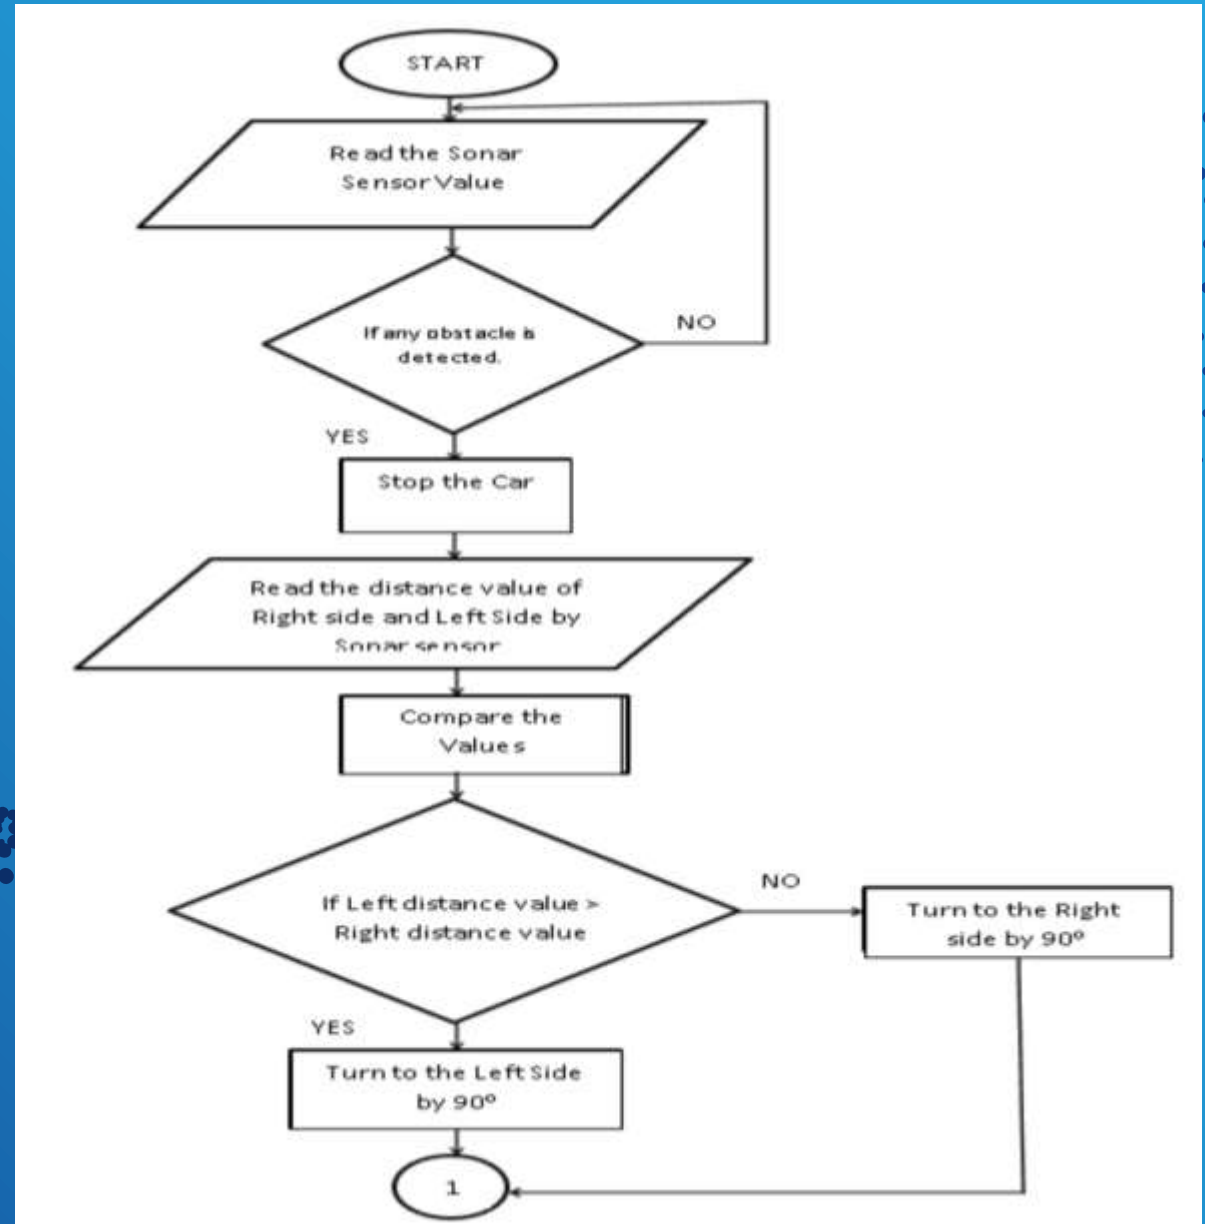 START
Read the Sonar
Sensor Value
If any obstacle is
detected.
NO
YES
Stop the Car
Read the distance value of
Right side and Left Side by
Sonar sensor
Compare the
Values
If Left distance value >
Right distance value
NO
Turn to the Right
side by 90º
YES
Turn to the Left Side
by 90º
1